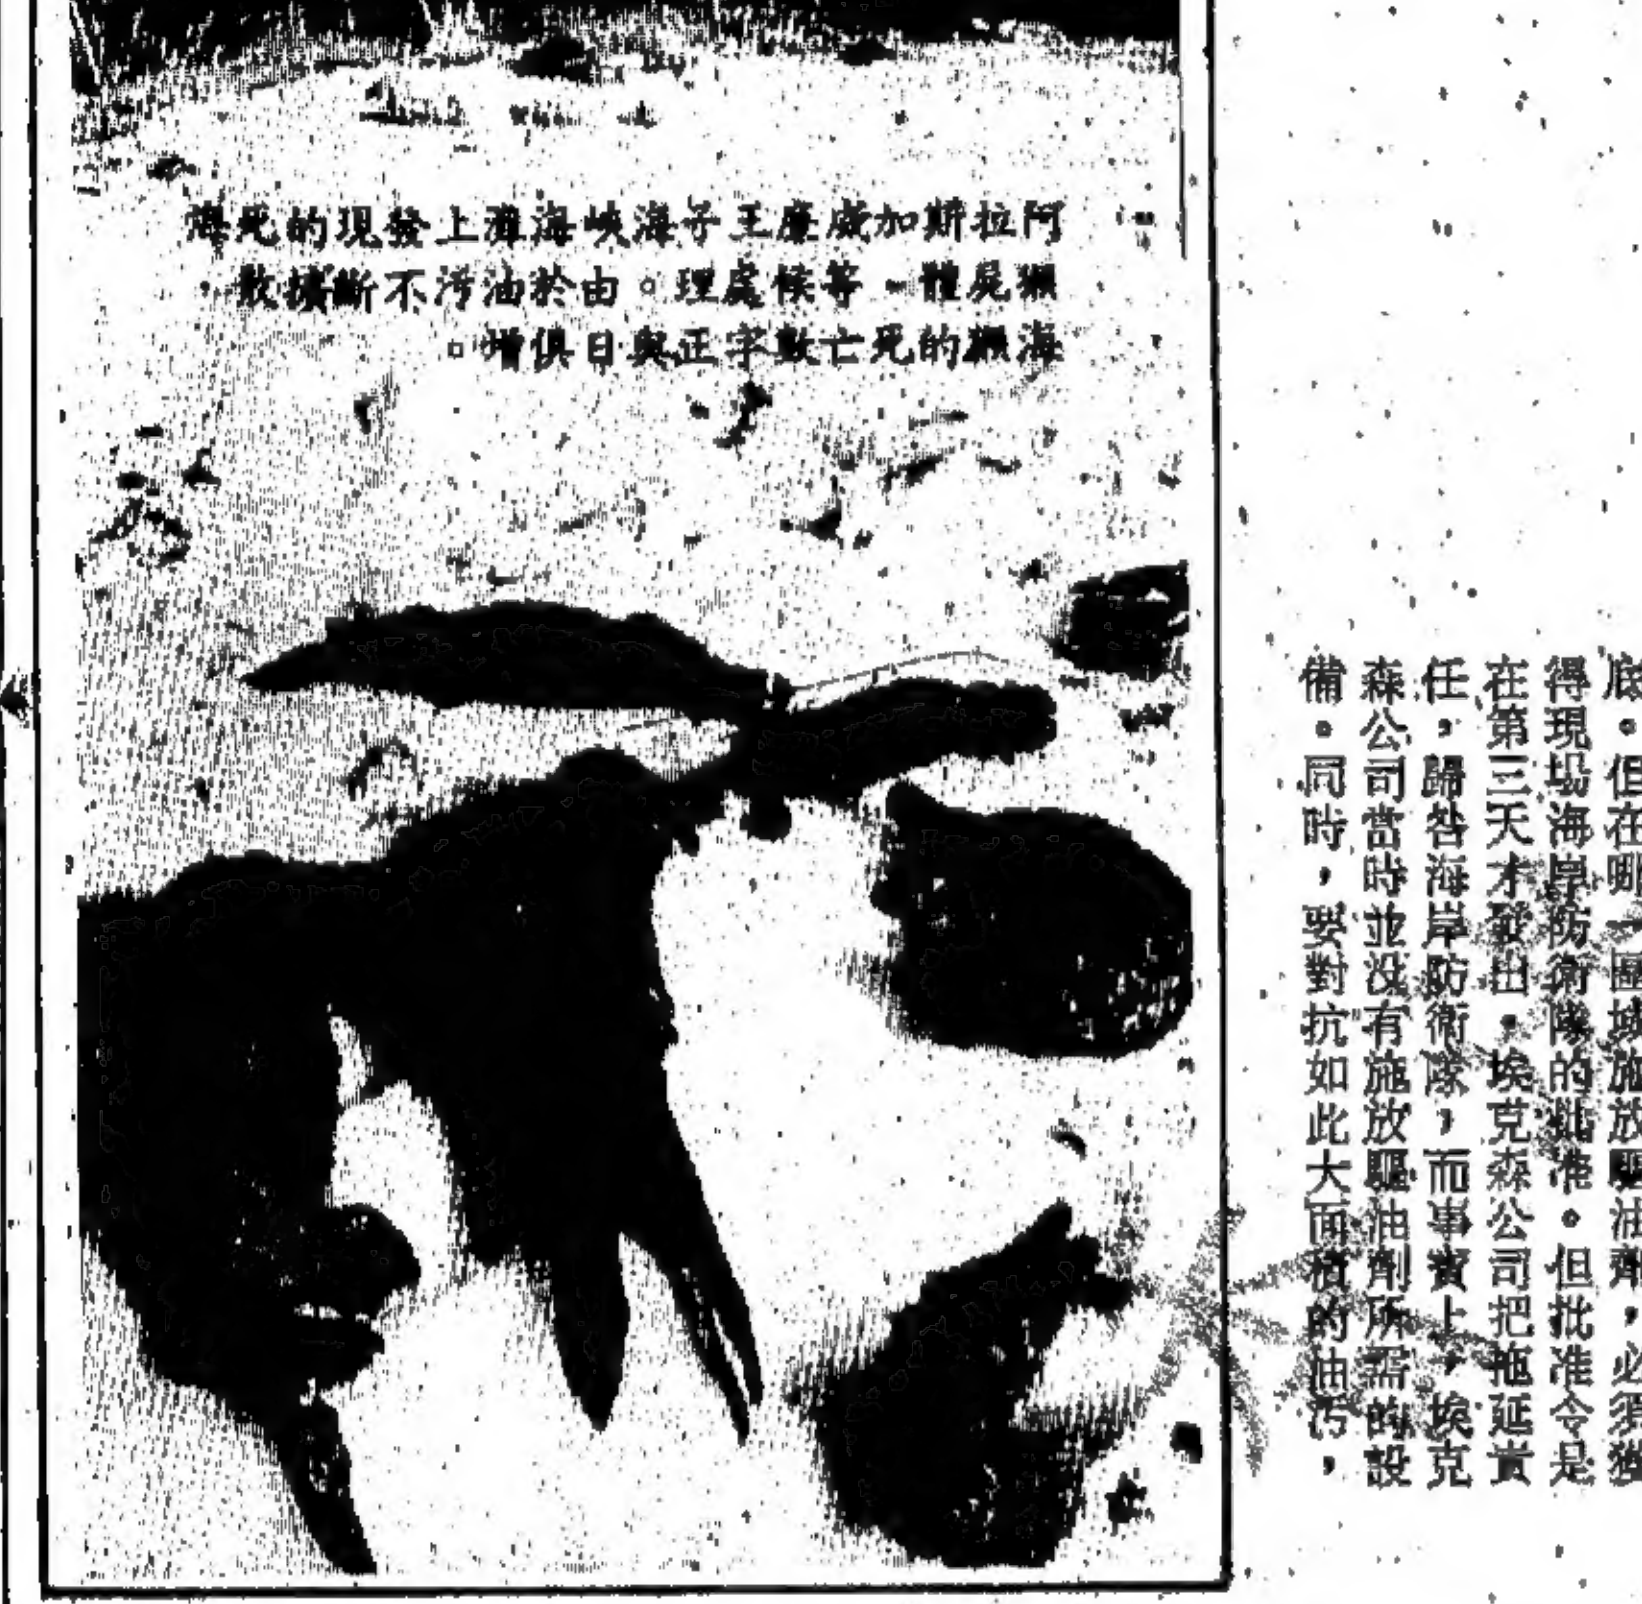 阿拉斯加威廉王子海峽海灘上發現的死海
獺屍體,等候處理。由於油污不斷擴散,
海獺的死亡數字正與日俱增。
底。但在哪一區域施放驅油劑,必須獲
得現場海岸防衛隊的批准。但批准令是
在第三天才發出,埃克森公司把拖延責
任,歸咎海岸防衛隊,而事實上,埃克
森公司當時並没有施放驅油劑所需的設
備。同時,要對抗如此大面積的油污,